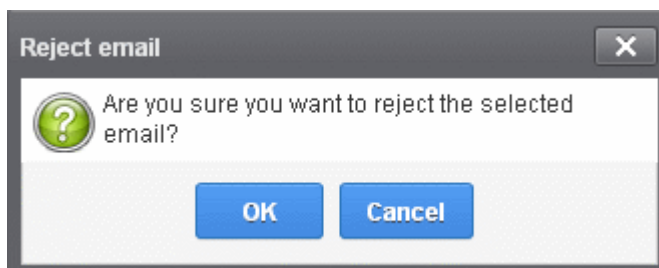 Reject email
Are you sure you want to reject the selected
email?
OK
Cancel